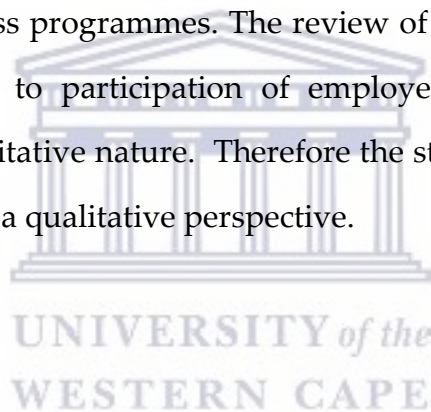 ss programmes. The review of
to participation of employe
itative nature. Therefore the st
a qualitative perspective.
UNIVERSITY of the
WESTERN CAPE